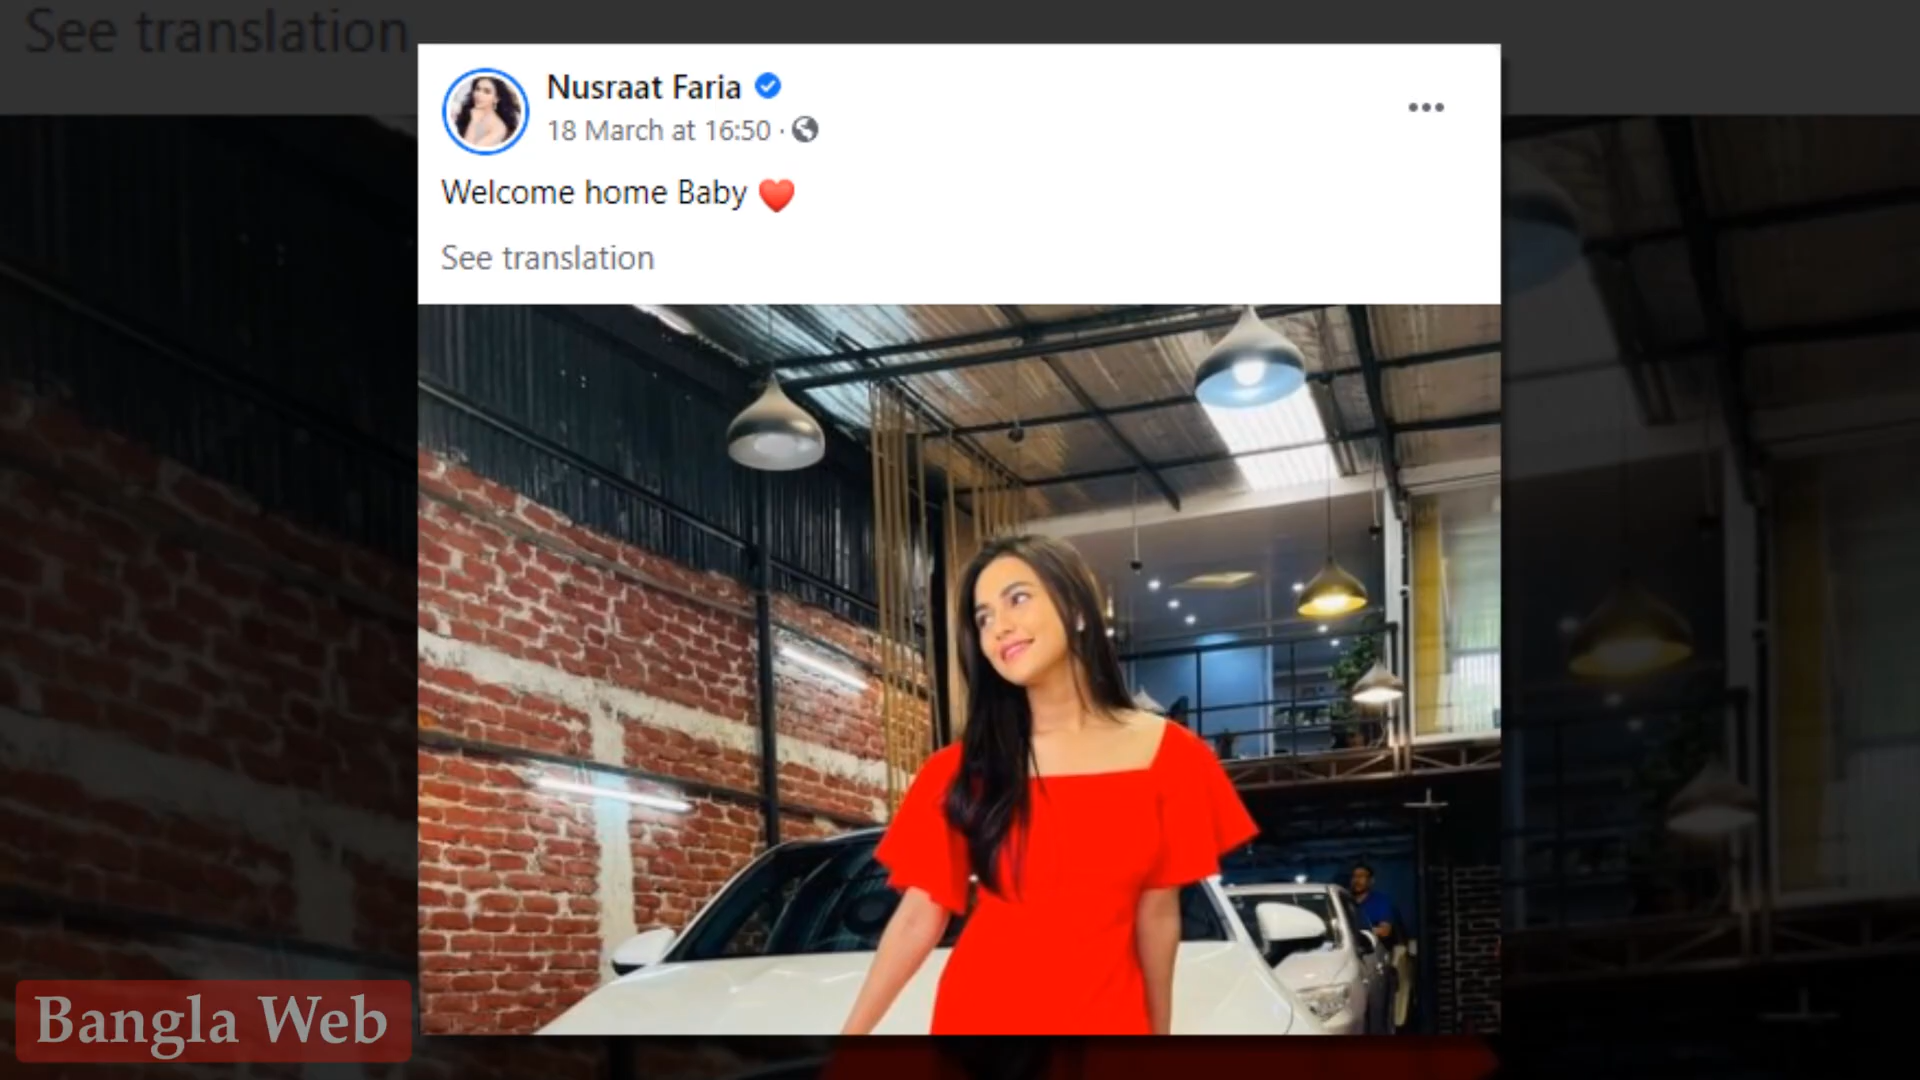 See translation
Nusraat Faria
18 March at 16:50 ·
Welcome home Baby ❤️
See translation
Bangla Web